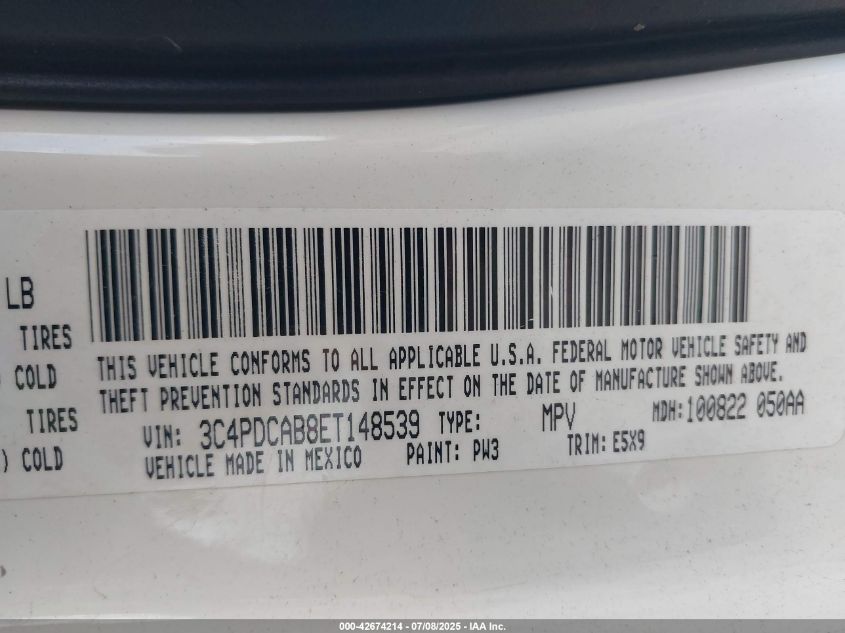 LB
TIRES
COLD
TIRES
) COLD
THIS VEHICLE CONFORMS TO ALL APPLICABLE U.S.A. FEDERAL MOTOR VEHICLE SAFETY AND
THEFT PREVENTION STANDARDS IN EFFECT ON THE DATE OF MANUFACTURE SHOWN ABOVE.
VIN: 3C4PDCAB8ET148539 TYPE: MPV MDH:100822 050AA
VEHICLE MADE IN MEXICO PAINT: PW3 TRIM: E5X9
000-42674214 - 07/08/2025 - IAA Inc.